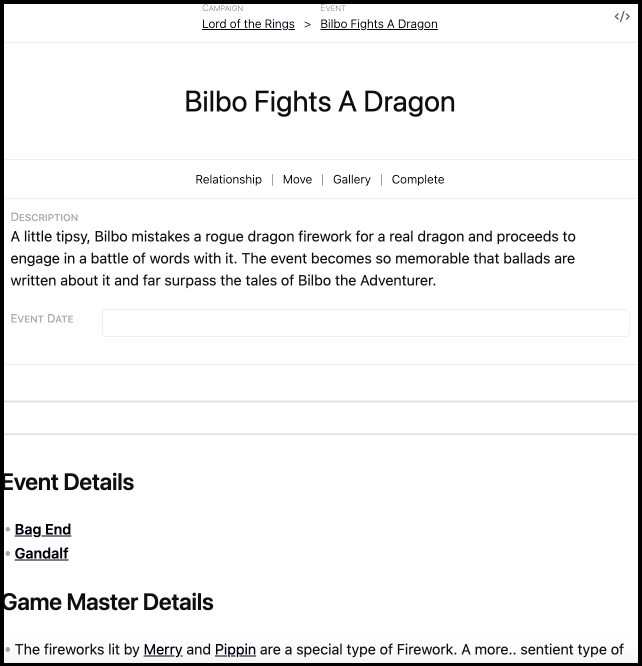 CAMPAIGN EVENT
Lord of the Rings > Bilbo Fights A Dragon
</>
Bilbo Fights A Dragon
Relationship | Move | Gallery | Complete
DESCRIPTION
A little tipsy, Bilbo mistakes a rogue dragon firework for a real dragon and proceeds to
engage in a battle of words with it. The event becomes so memorable that ballads are
written about it and far surpass the tales of Bilbo the Adventurer.
EVENT DATE
Event Details
• Bag End
• Gandalf
Game Master Details
• The fireworks lit by Merry and Pippin are a special type of Firework. A more.. sentient type of